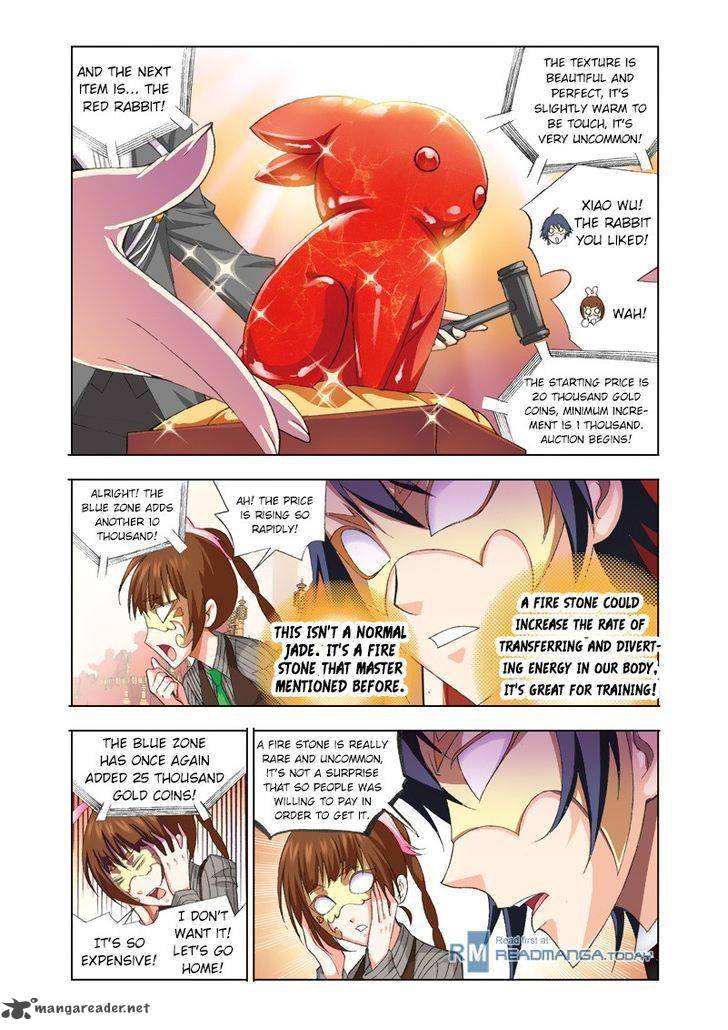 AND THE NEXT
ITEM IS... THE
RED RABBIT!
THE TEXTURE IS
BEAUTIFUL AND
PERFECT, IT'S
SLIGHTLY WARM TO
BE TOUCH, IT'S
VERY UNCOMMON!
XIAO WU!
THE RABBIT
YOU LIKED!
WAH!
THE STARTING PRICE IS
20 THOUSAND GOLD
COINS, MINIMUM INCRE-
MENT IS 1 THOUSAND.
AUCTION BEGINS!
ALRIGHT! THE
BLUE ZONE ADDS
ANOTHER 10
THOUSAND!
AH! THE PRICE
IS RISING SO
RAPIDLY!
THIS ISN'T A NORMAL
JADE. IT'S A FIRE
STONE THAT MASTER
MENTIONED BEFORE.
A FIRE STONE COULD
INCREASE THE RATE OF
TRANSFERRING AND DIVERT-
ING ENERGY IN OUR BODY,
IT'S GREAT FOR TRAINING!
THE BLUE ZONE
HAS ONCE AGAIN
ADDED 25 THOUSAND
GOLD COINS!
IT'S SO
EXPENSIVE!
I DON'T
WANT IT!
LET'S GO
HOME!
A FIRE STONE IS REALLY
RARE AND UNCOMMON,
IT'S NOT A SURPRISE
THAT SO PEOPLE WAS
WILLING TO PAY IN
ORDER TO GET IT.
RM
Read first at
READMANGA.TODAY
mangareader.net